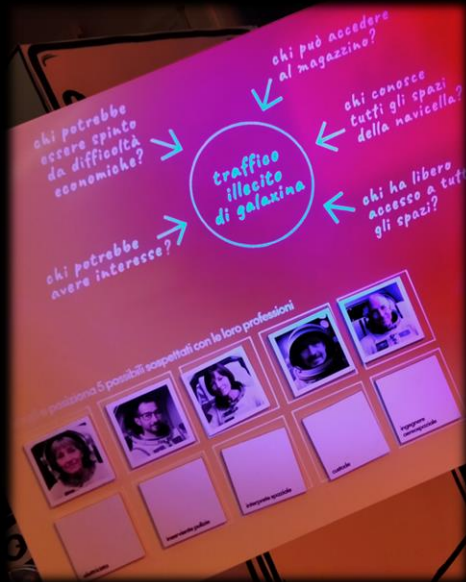 chi può accedere
al magazzino?
chi potrebbe
essere spinto
da difficoltà
economiche?
chi conosce
tutti gli spazi
della navicella?
traffico
illecito
di galaxina
chi ha libero
accesso a tutti
gli spazi?
chi potrebbe
avere interesse?
posiziona 5 possibili sospettati con le loro professioni
interprete spaziale
custode
ingegnere